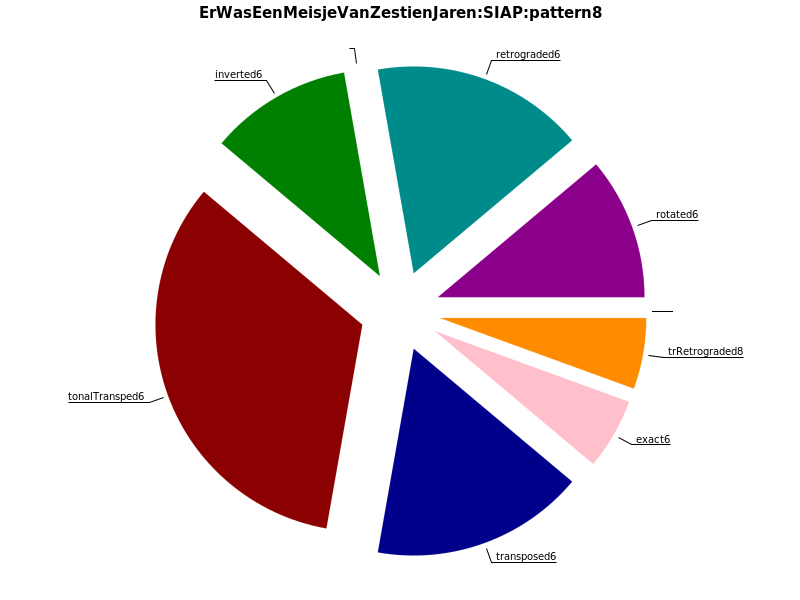 ErWasEenMeisjeVanZestienJaren:SIAP:pattern8
retrograded6
inverted6
rotated6
trRetrograded8
tonalTransped6
exact6
transposed6